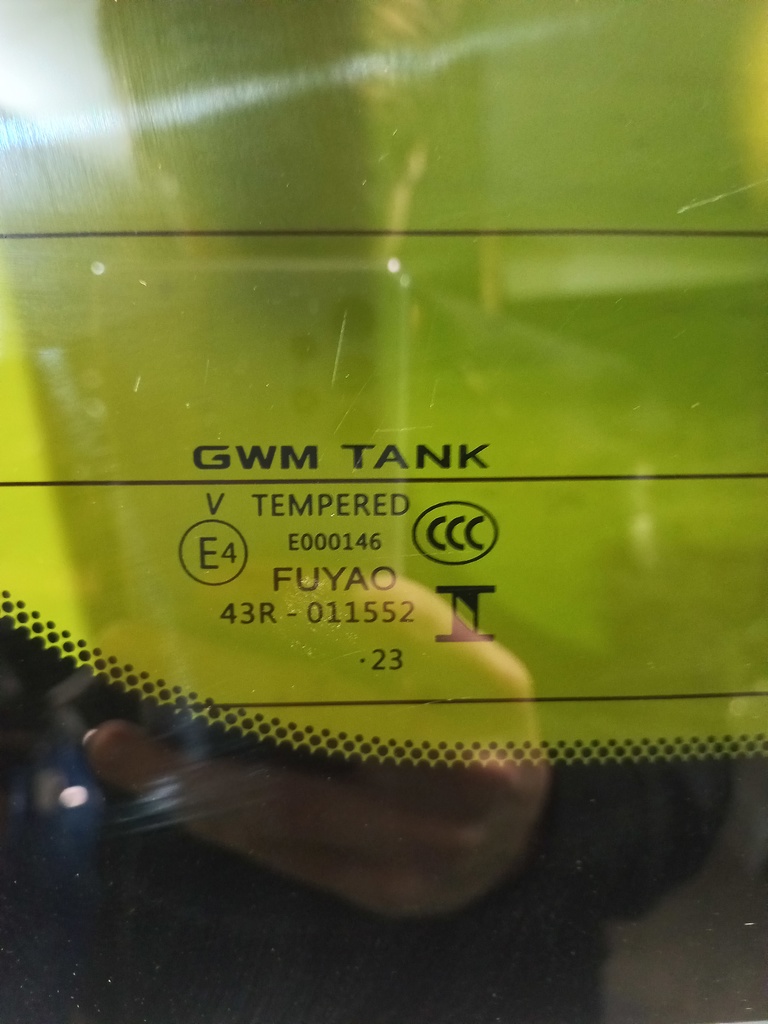 GWM TANK
V TEMPERED
E4 E000146 CCC
FUYAO
43R - 011552
·23